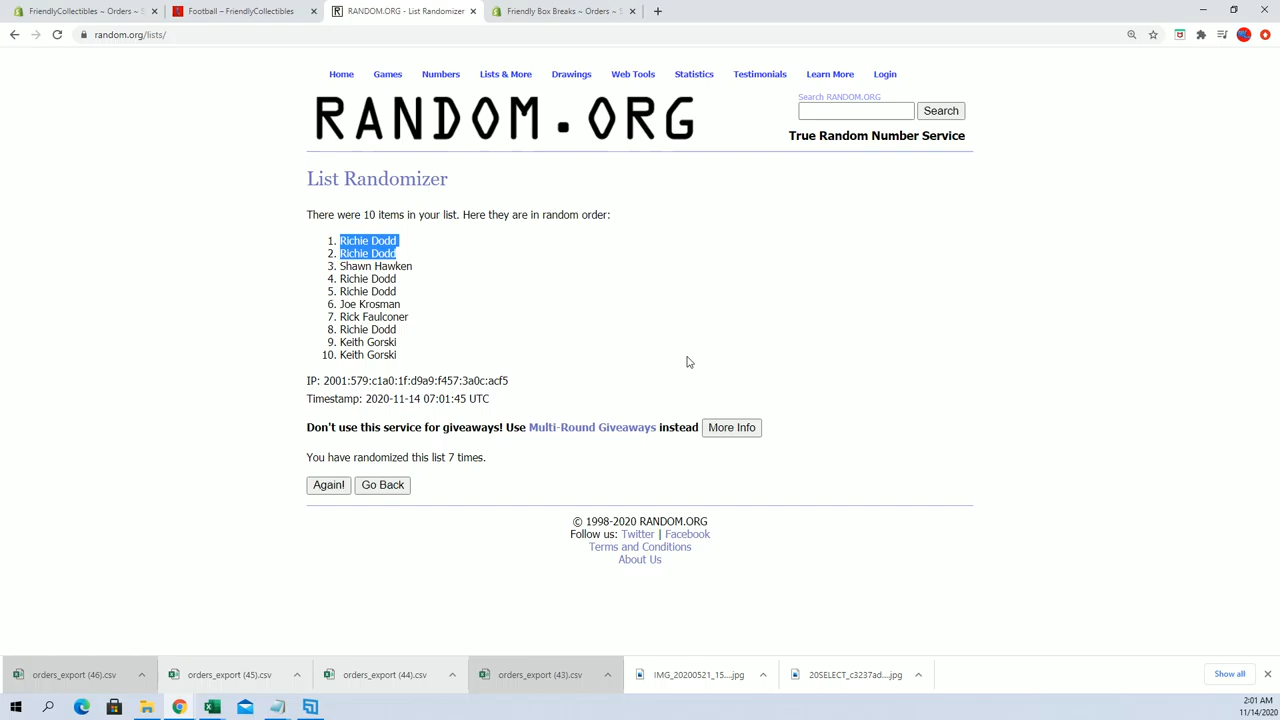 FriendlyCollectibles ~ Orders ~ S
Football – FriendlyCollectibles
RANDOM.ORG - List Randomizer
Friendly Box Breaks ~ Orders ~ S
random.org/lists/
Home Games Numbers Lists & More Drawings Web Tools Statistics Testimonials Learn More Login
RANDOM.ORG
Search RANDOM.ORG
Search
True Random Number Service
List Randomizer
There were 10 items in your list. Here they are in random order:
1. Richie Dodd
2. Richie Dodd
3. Shawn Hawken
4. Richie Dodd
5. Richie Dodd
6. Joe Krosman
7. Rick Faulconer
8. Richie Dodd
9. Keith Gorski
10. Keith Gorski
IP: 2001:579:c1a0:1f:d9a9:f457:3a0c:acf5
Timestamp: 2020-11-14 07:01:45 UTC
Don't use this service for giveaways! Use Multi-Round Giveaways instead More Info
You have randomized this list 7 times.
Again! Go Back
© 1998-2020 RANDOM.ORG
Follow us: Twitter | Facebook
Terms and Conditions
About Us
orders_export (46).csv orders_export (45).csv orders_export (44).csv orders_export (43).csv IMG_20200521_15....jpg 20SELECT_c3237ad....jpg Show all
2:01 AM
11/14/2020